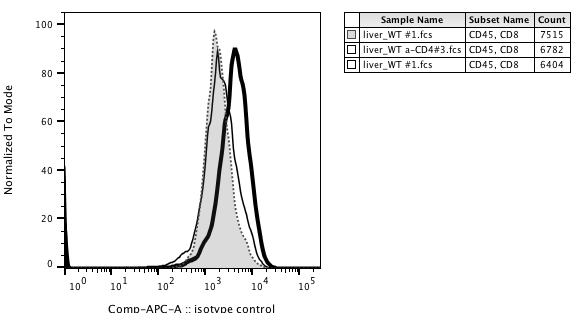 Normalized To Mode
100
80
60
40
20
0
10^0 10^1 10^2 10^3 10^4 10^5
Comp-APC-A :: isotype control
Sample Name Subset Name Count
liver_WT #1.fcs CD45, CD8 7515
liver_WT a-CD4#3.fcs CD45, CD8 6782
liver_WT #1.fcs CD45, CD8 6404